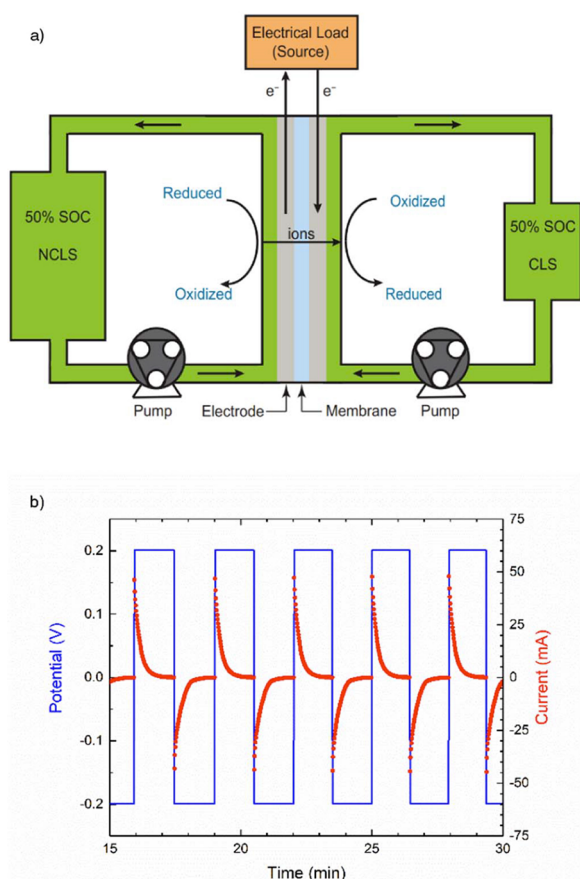 a)
Electrical Load
(Source)
e⁻ e⁻
Reduced Oxidized
50% SOC 50% SOC
NCLS CLS
ions
Oxidized Reduced
Pump Electrode Membrane Pump
b)
Potential (V)
0.2
0.1
0.0
-0.1
-0.2
75
50
25
0
-25
-50
-75
Current (mA)
15 20 25 30
Time (min)